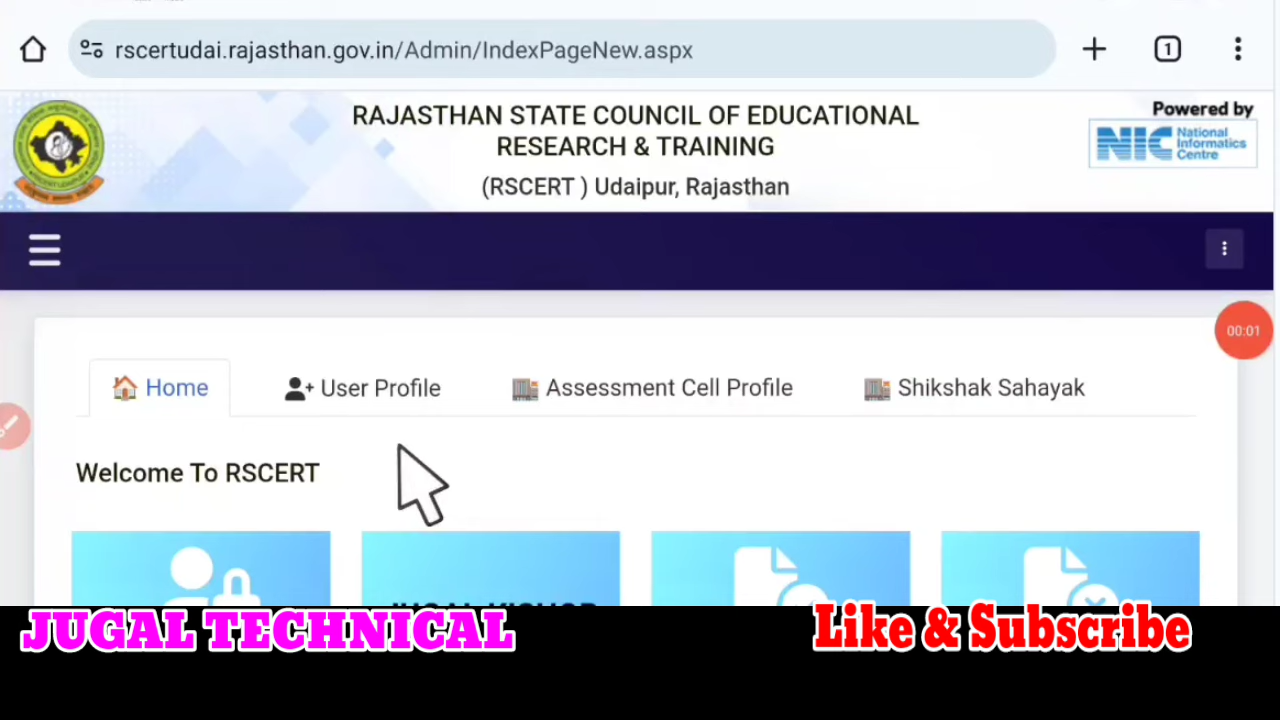 rscertudai.rajasthan.gov.in/Admin/IndexPageNew.aspx
1
RAJASTHAN STATE COUNCIL OF EDUCATIONAL
RESEARCH & TRAINING
(RSCERT ) Udaipur, Rajasthan
Powered by
NIC National
Informatics
Centre
00:01
Home
User Profile
Assessment Cell Profile
Shikshak Sahayak
Welcome To RSCERT
JUGAL TECHNICAL
Like & Subscribe